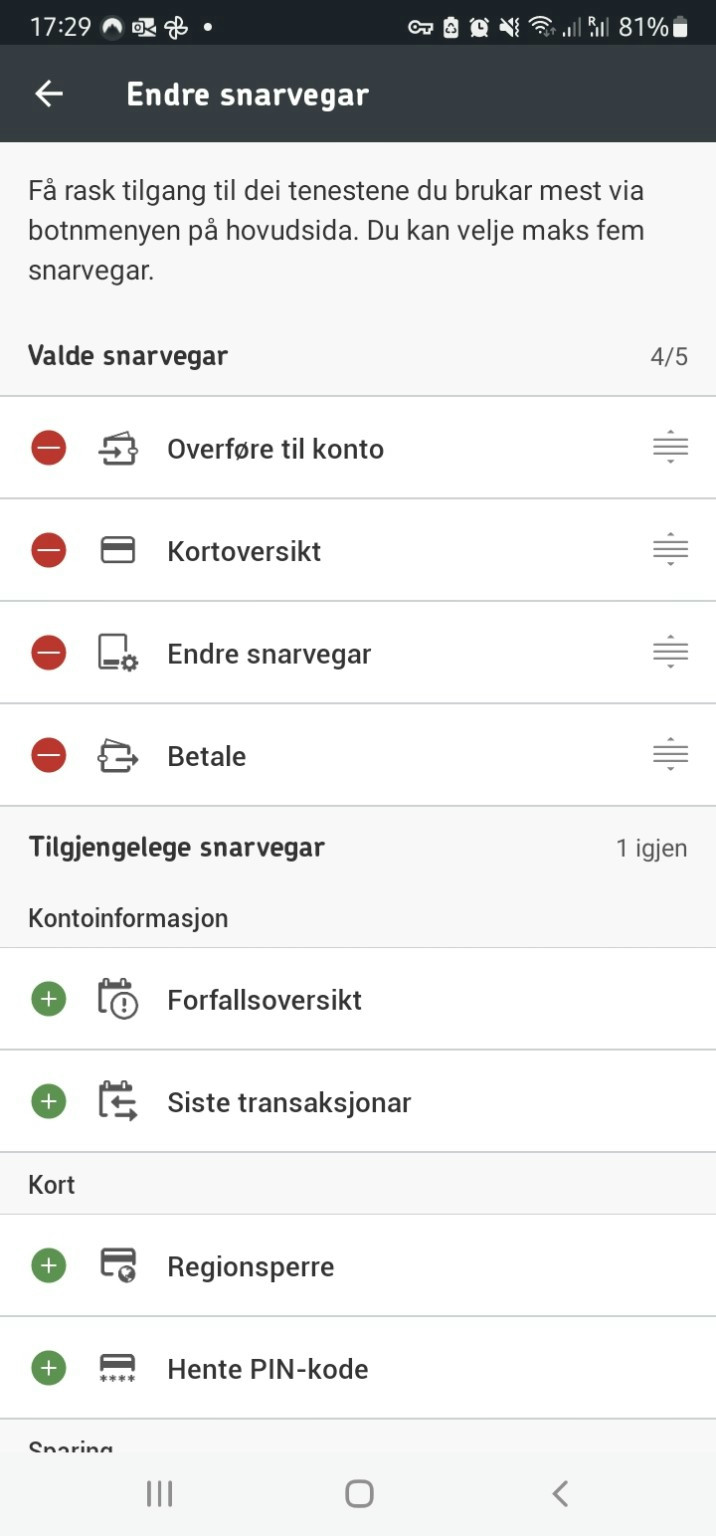 17:29 81%
Endre snarvegar
Få rask tilgang til dei tenestene du brukar mest via
botnmenyen på hovudsida. Du kan velje maks fem
snarvegar.
Valde snarvegar 4/5
Overføre til konto
Kortoversikt
Endre snarvegar
Betale
Tilgjengelege snarvegar 1 igjen
Kontoinformasjon
Forfallsoversikt
Siste transaksjonar
Kort
Regionsperre
Hente PIN-kode
Sparing